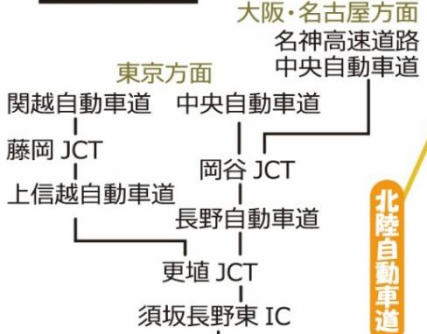 大阪・名古屋方面
名神高速道路
中央自動車道
東京方面
関越自動車道
中央自動車道
藤岡 JCT
岡谷 JCT
上信越自動車道
長野自動車道
更埴 JCT
須坂長野東 IC
北陸自動車道